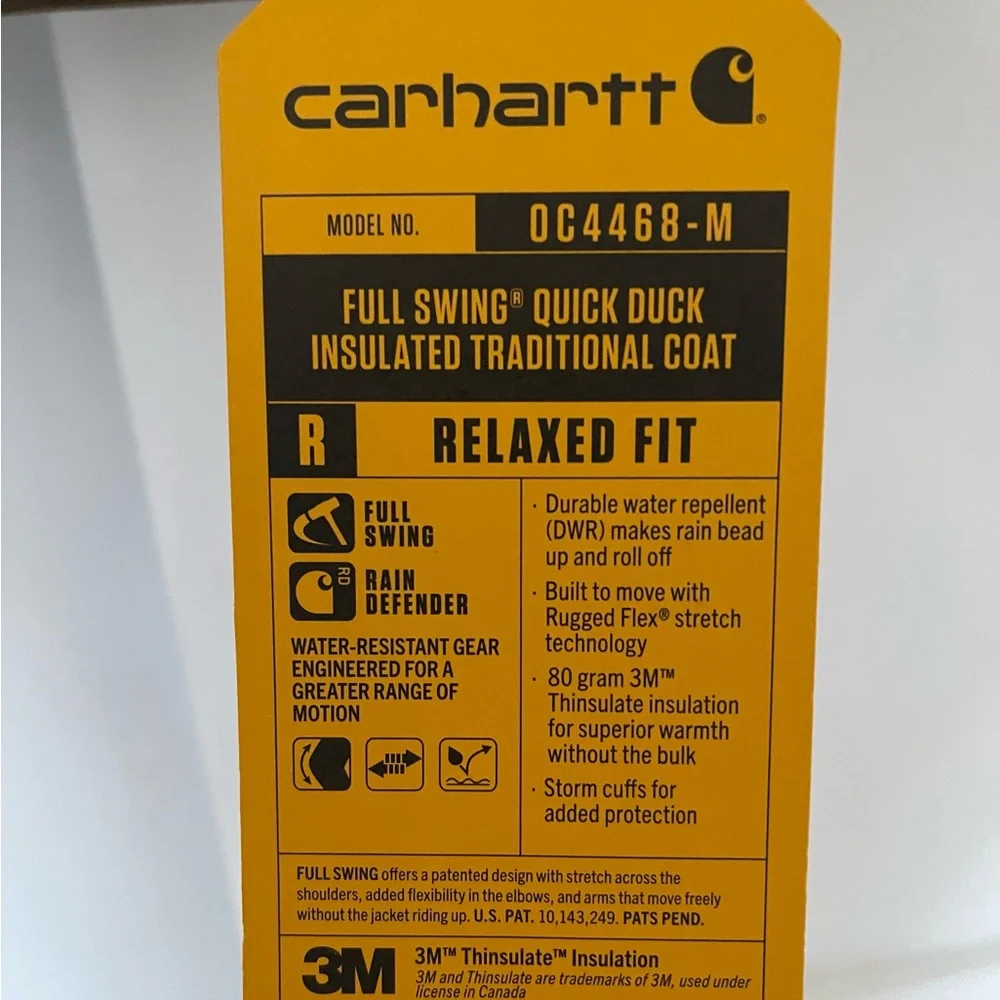 carhartt ®
MODEL NO. OC4468-M
FULL SWING® QUICK DUCK
INSULATED TRADITIONAL COAT
R RELAXED FIT
FULL
SWING
RD
RAIN
DEFENDER
WATER-RESISTANT GEAR
ENGINEERED FOR A
GREATER RANGE OF
MOTION
· Durable water repellent
(DWR) makes rain bead
up and roll off
· Built to move with
Rugged Flex® stretch
technology
· 80 gram 3M™
Thinsulate insulation
for superior warmth
without the bulk
· Storm cuffs for
added protection
FULL SWING offers a patented design with stretch across the
shoulders, added flexibility in the elbows, and arms that move freely
without the jacket riding up. U.S. PAT. 10,143,249. PATS PEND.
3M
3M™ Thinsulate™ Insulation
3M and Thinsulate are trademarks of 3M, used under
license in Canada